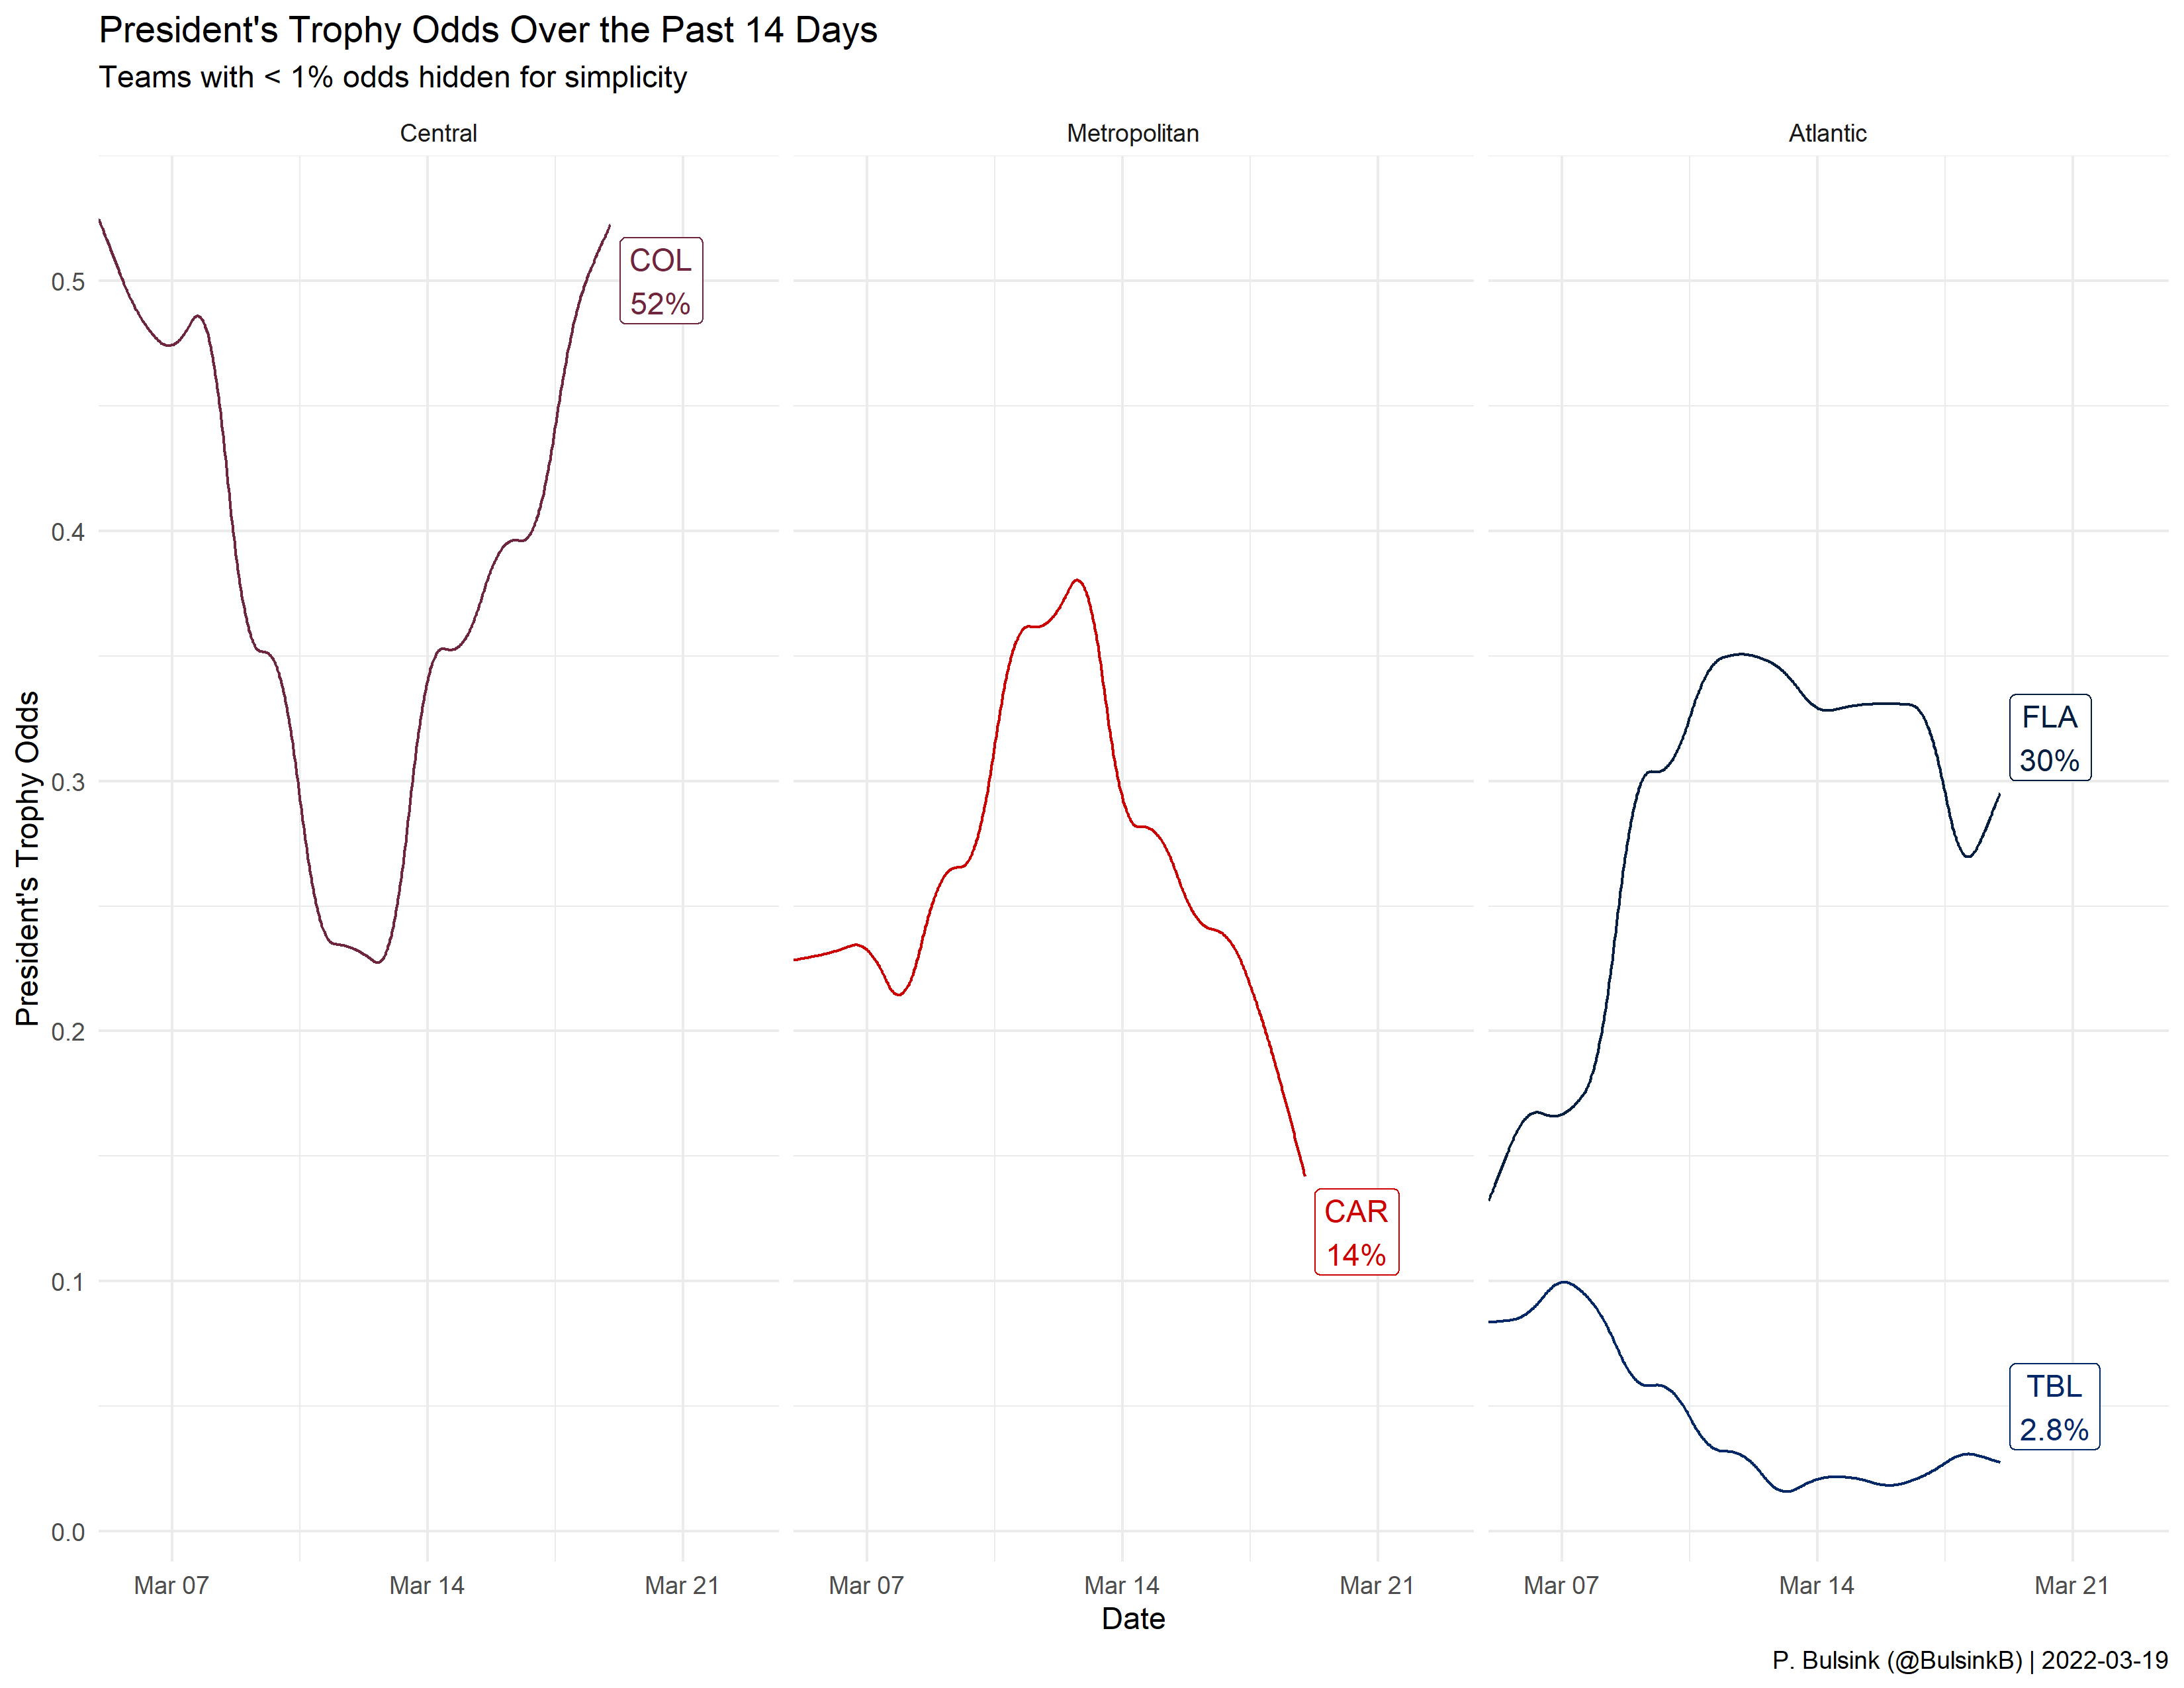 President's Trophy Odds Over the Past 14 Days
Teams with < 1% odds hidden for simplicity
Central
Metropolitan
Atlantic
President's Trophy Odds
0.5
0.4
0.3
0.2
0.1
0.0
COL
52%
CAR
14%
FLA
30%
TBL
2.8%
Mar 07
Mar 14
Mar 21
Mar 07
Mar 14
Mar 21
Mar 07
Mar 14
Mar 21
Date
P. Bulsink (@BulsinkB) | 2022-03-19